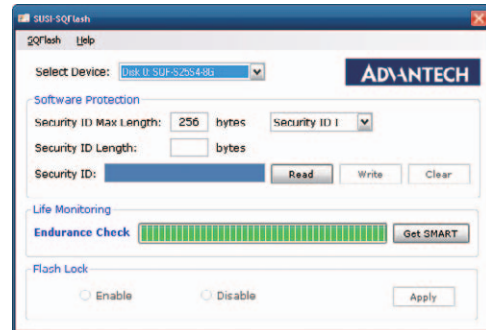 SUSI-SQFlash
SQFlash Help
Select Device: Disk 0: SQF-S25S4-8G
ADVANTECH
Software Protection
Security ID Max Length: 256 bytes Security ID 1
Security ID Length: bytes
Security ID: Read Write Clear
Life Monitoring
Endurance Check Get SMART
Flash Lock
Enable Disable Apply